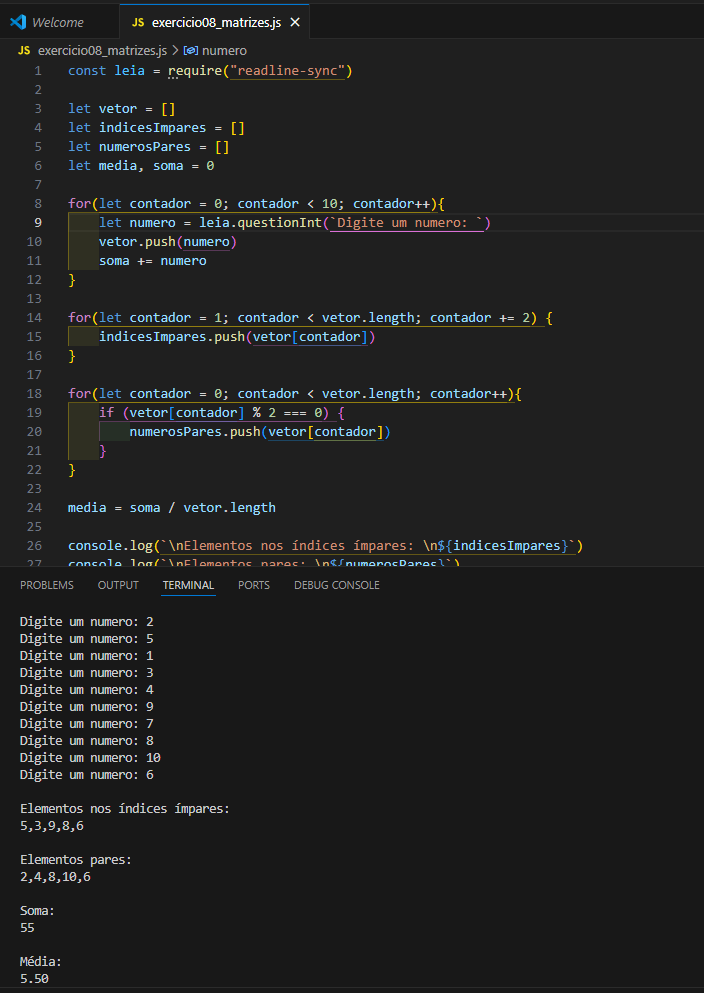 Welcome
JS exercicio08_matrizes.js ×
JS exercicio08_matrizes.js > numero
1 const leia = require("readline-sync")
2
3 let vetor = []
4 let indicesImpares = []
5 let numerosPares = []
6 let media, soma = 0
7
8 for(let contador = 0; contador < 10; contador++){
9     let numero = leia.questionInt(`Digite um numero: `)
10     vetor.push(numero)
11     soma += numero
12 }
13
14 for(let contador = 1; contador < vetor.length; contador += 2) {
15     indicesImpares.push(vetor[contador])
16 }
17
18 for(let contador = 0; contador < vetor.length; contador++){
19     if (vetor[contador] % 2 === 0) {
20         numerosPares.push(vetor[contador])
21     }
22 }
23
24 media = soma / vetor.length
25
26 console.log(`\nElementos nos índices ímpares: \n${indicesImpares}`)
27 console.log(`\nElementos pares: \n${numerosPares}`)
PROBLEMS OUTPUT TERMINAL PORTS DEBUG CONSOLE
Digite um numero: 2
Digite um numero: 5
Digite um numero: 1
Digite um numero: 3
Digite um numero: 4
Digite um numero: 9
Digite um numero: 7
Digite um numero: 8
Digite um numero: 10
Digite um numero: 6
Elementos nos índices ímpares:
5,3,9,8,6
Elementos pares:
2,4,8,10,6
Soma:
55
Média:
5.50